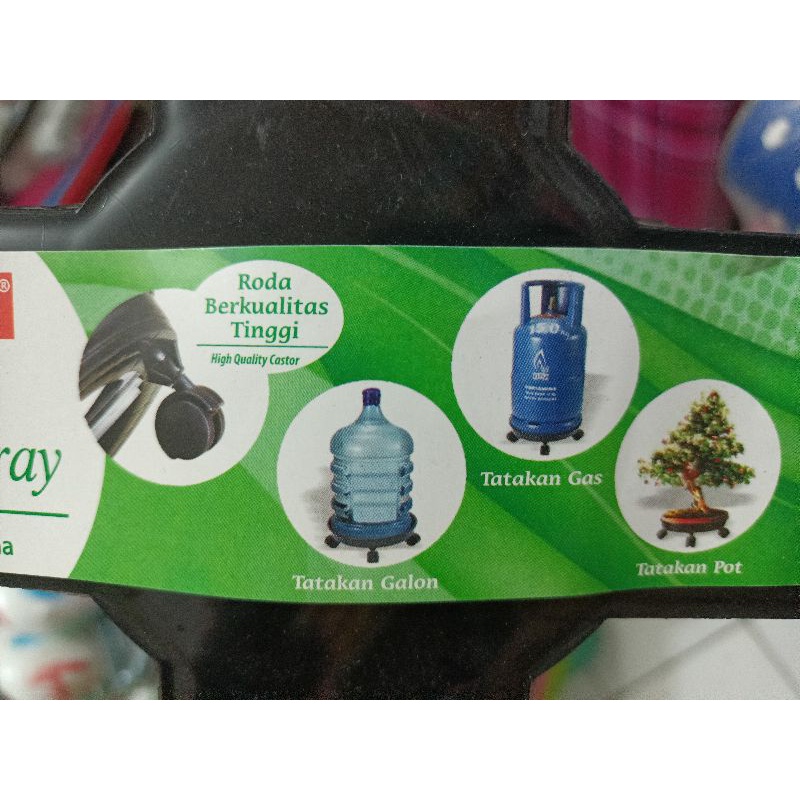 ®
Roda
Berkualitas
Tinggi
High Quality Castor
ray
Tatakan Galon
Tatakan Gas
Tatakan Pot